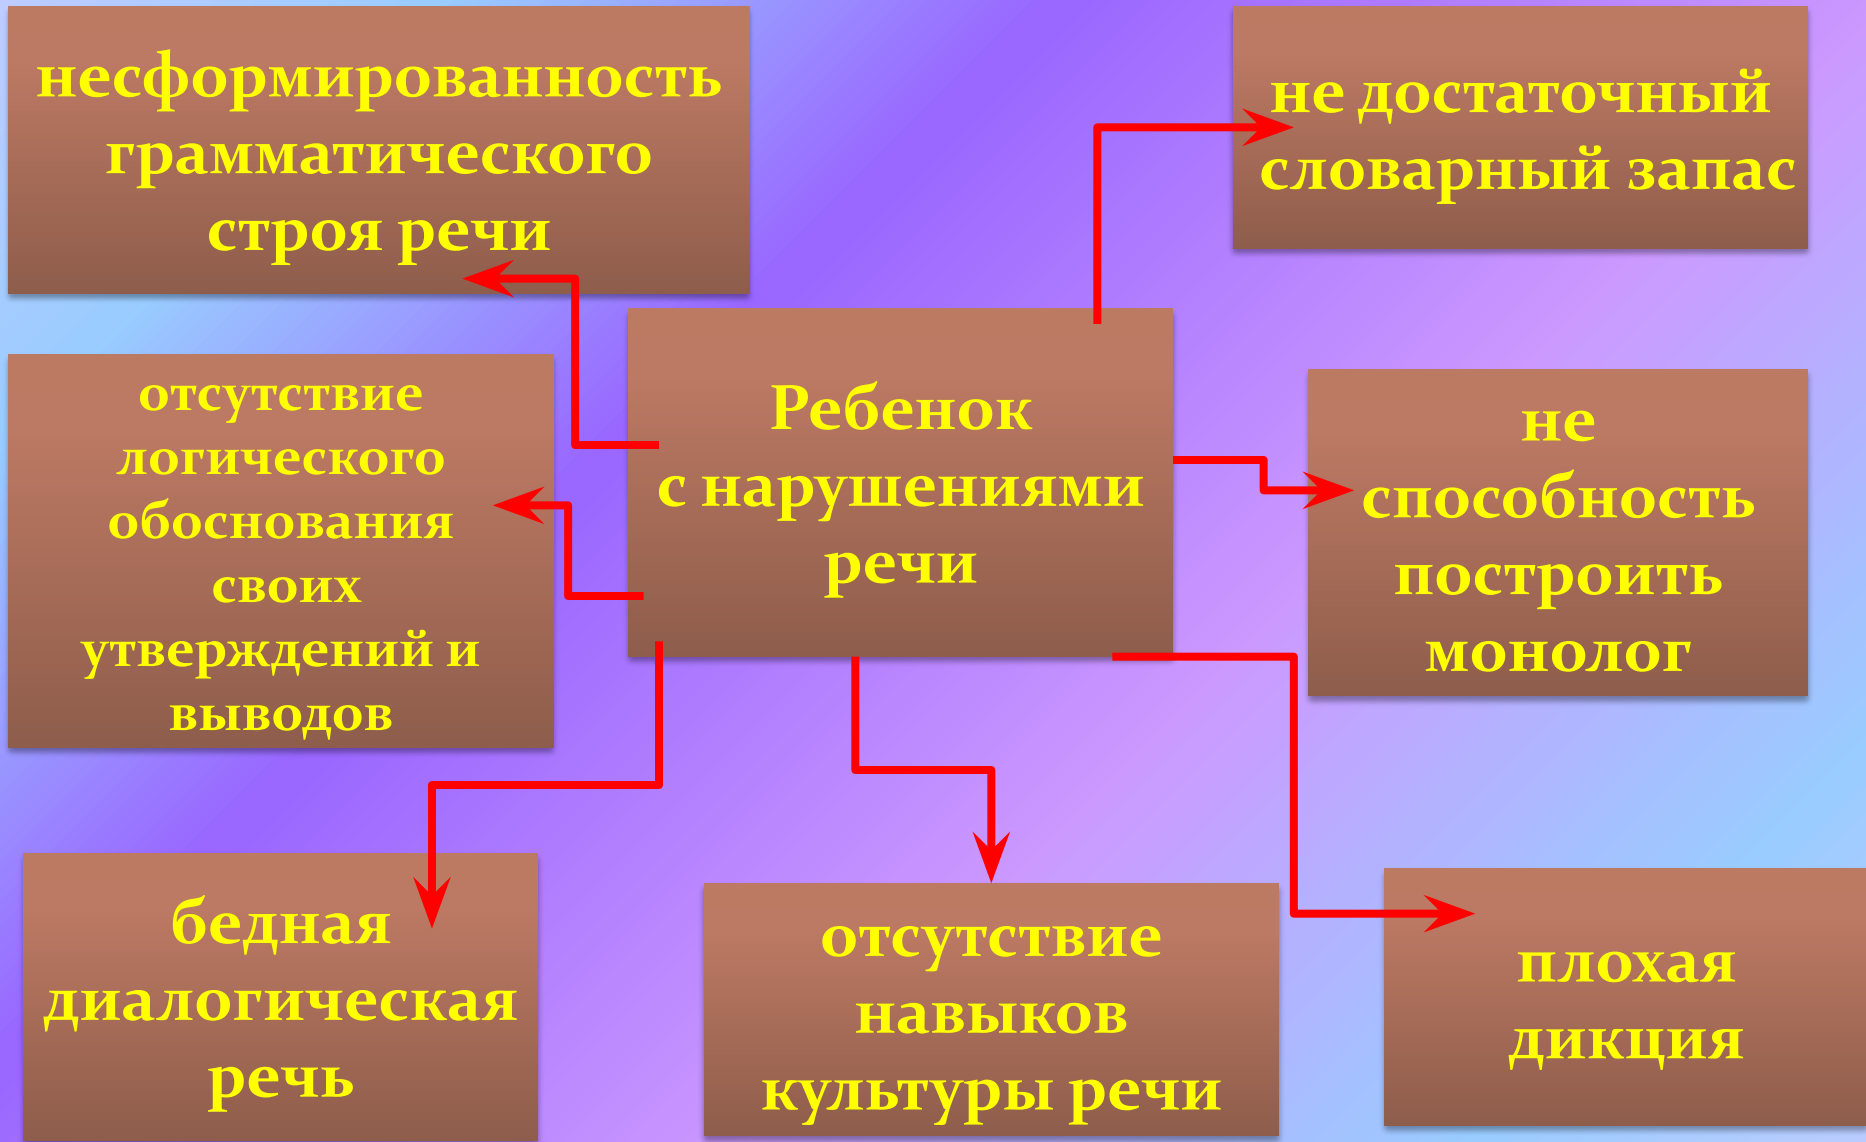 несформированность
грамматического
строя речи
не достаточный
словарный запас
отсутствие
логического
обоснования
своих
утверждений и
выводов
Ребенок
с нарушениями
речи
не
способность
построить
монолог
бедная
диалогическая
речь
отсутствие
навыков
культуры речи
плохая
дикция